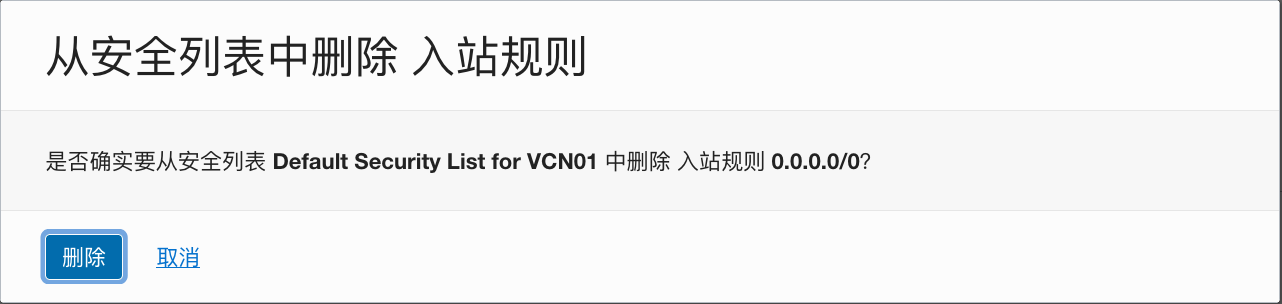 从安全列表中删除 入站规则
是否确实要从安全列表 Default Security List for VCN01 中删除 入站规则 0.0.0.0/0?
删除 取消